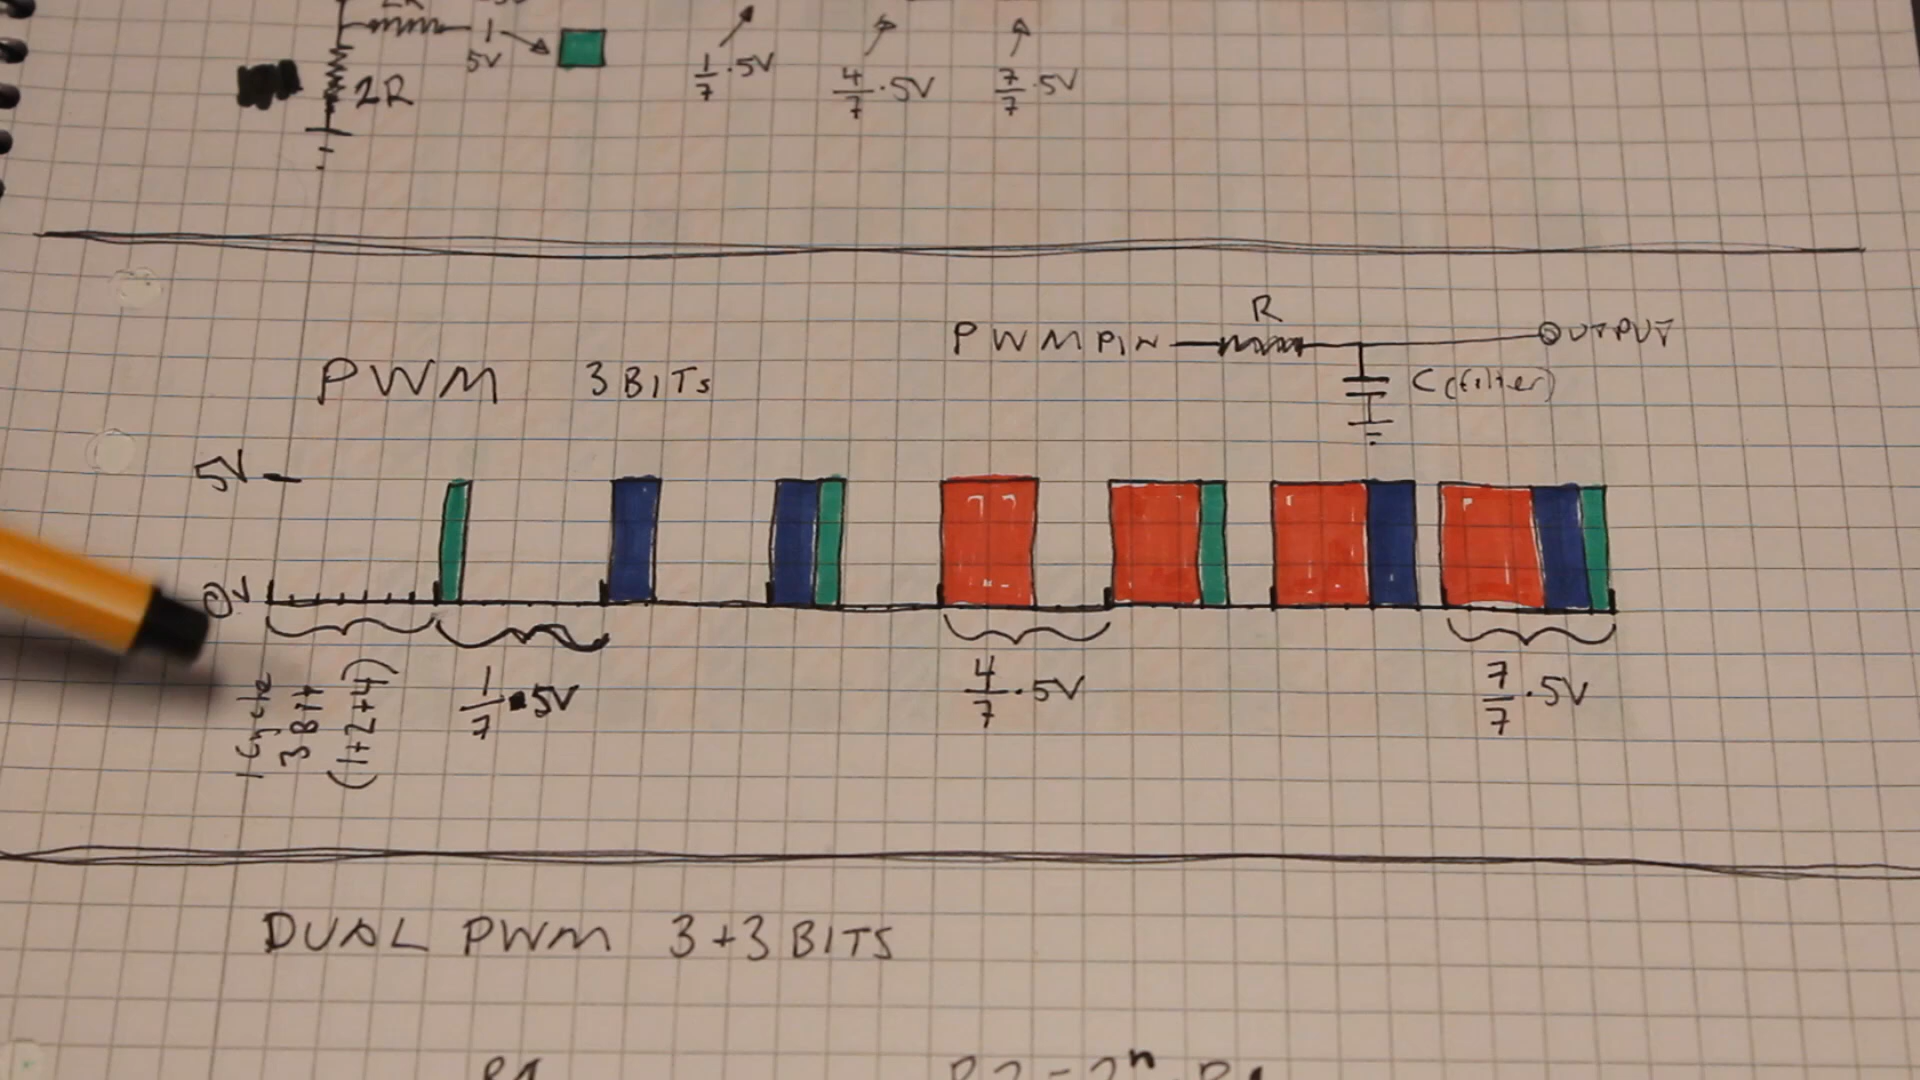 5V
2R
1/7 · 5V
4/7 · 5V
7/7 · 5V
PWM PIN
R
OUTPUT
C (filter)
PWM 3 BITs
5V
0V
1 Cycle
3 Bit
(1+2+4)
1/7 · 5V
4/7 · 5V
7/7 · 5V
DUAL PWM 3+3 BITS